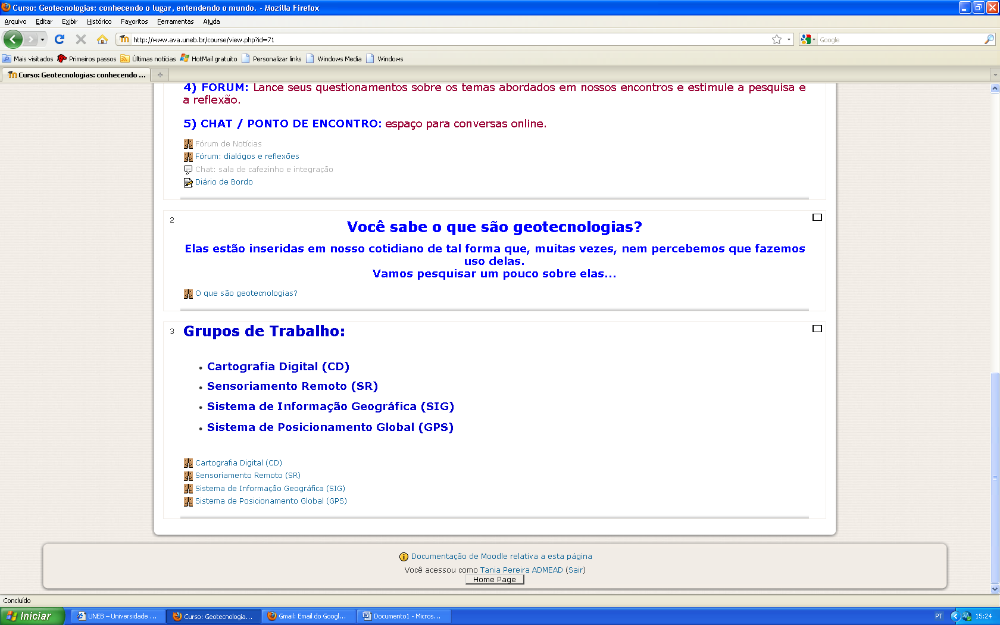 Curso: Geotecnologias: conhecendo o lugar, entendendo o mundo. - Mozilla Firefox
Arquivo Editar Exibir Histórico Favoritos Ferramentas Ajuda
http://www.ava.uneb.br/course/view.php?id=71
Google
Mais visitados Primeiros passos Últimas notícias HotMail gratuito Personalizar links Windows Media Windows
Curso: Geotecnologias: conhecendo ...
4) FORUM: Lance seus questionamentos sobre os temas abordados em nossos encontros e estimule a pesquisa e
a reflexão.
5) CHAT / PONTO DE ENCONTRO: espaço para conversas online.
Fórum de Notícias
Fórum: dialógos e reflexões
Chat: sala de cafezinho e integração
Diário de Bordo
2
Você sabe o que são geotecnologias?
Elas estão inseridas em nosso cotidiano de tal forma que, muitas vezes, nem percebemos que fazemos
uso delas.
Vamos pesquisar um pouco sobre elas...
O que são geotecnologias?
3
Grupos de Trabalho:
• Cartografia Digital (CD)
• Sensoriamento Remoto (SR)
• Sistema de Informação Geográfica (SIG)
• Sistema de Posicionamento Global (GPS)
Cartografia Digital (CD)
Sensoriamento Remoto (SR)
Sistema de Informação Geográfica (SIG)
Sistema de Posicionamento Global (GPS)
Documentação de Moodle relativa a esta página
Você acessou como Tania Pereira ADMEAD (Sair)
Home Page
Concluído
Iniciar UNEB – Universidade ... Curso: Geotecnologia... Gmail: Email do Googl... Documento1 - Micros... PT 15:24